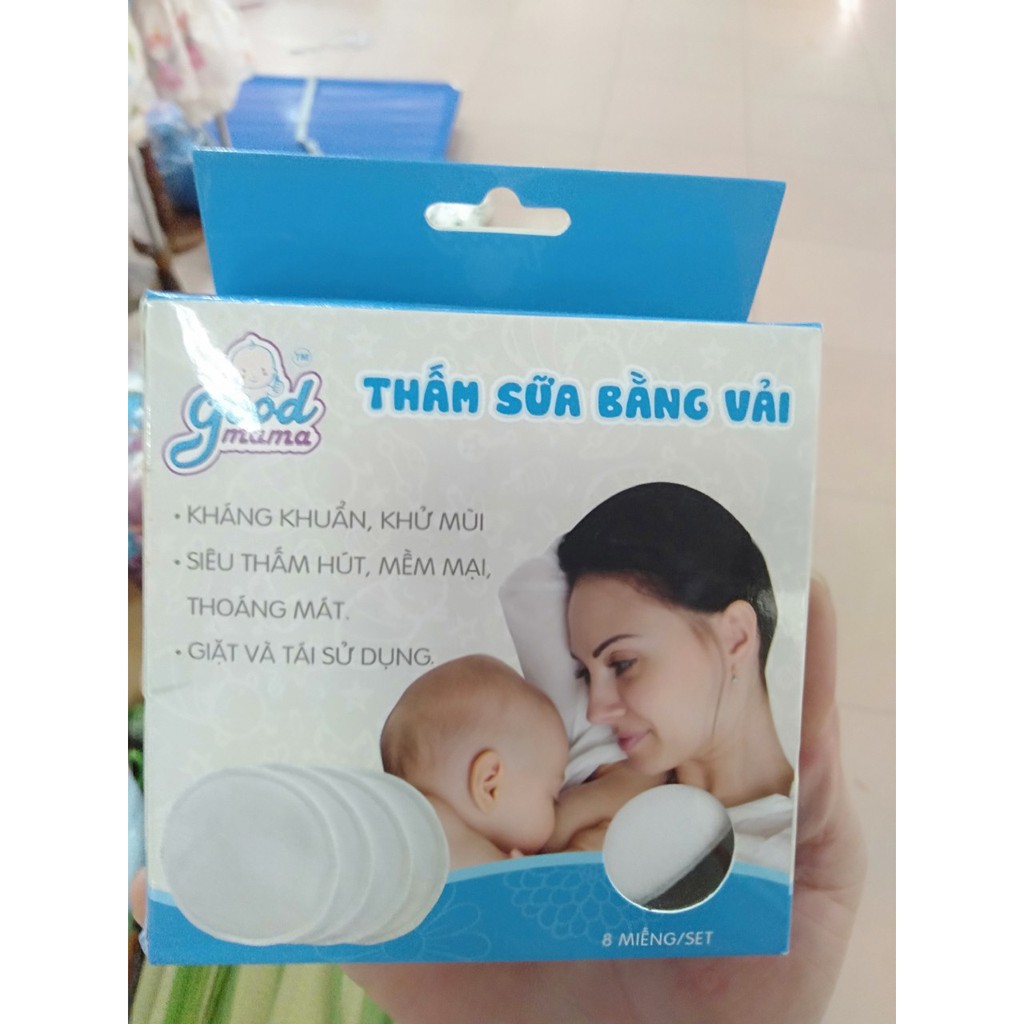 good
mama
TM
THẤM SỮA BẰNG VẢI
• KHÁNG KHUẨN, KHỬ MÙI
• SIÊU THẤM HÚT, MỀM MẠI,
THOÁNG MÁT.
• GIẶT VÀ TÁI SỬ DỤNG.
8 MIẾNG/SET